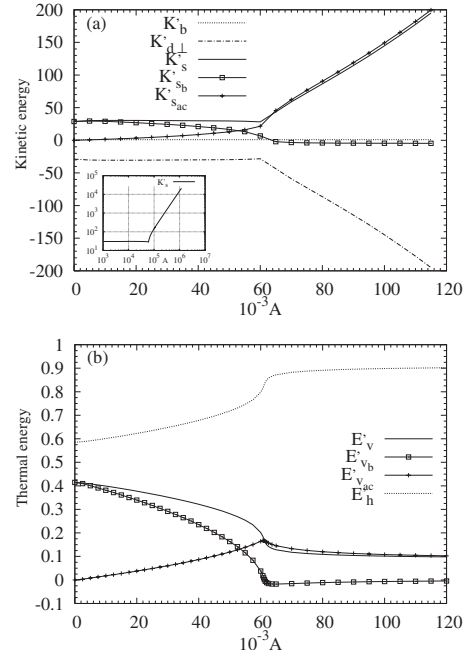 (a)
K'b
K'd⊥
K's
K'sb
K'sac
Kinetic energy
200
150
100
50
0
-50
-100
-150
-200
K's
10^5
10^4
10^3
10^2
10^1
10^3 10^4 10^5 A 10^6 10^7
0 20 40 60 80 100 120
10^-3A
(b)
Thermal energy
1
0.9
0.8
0.7
0.6
0.5
0.4
0.3
0.2
0.1
0
-0.1
E'v
E'vb
E'vac
E'h
0 20 40 60 80 100 120
10^-3A